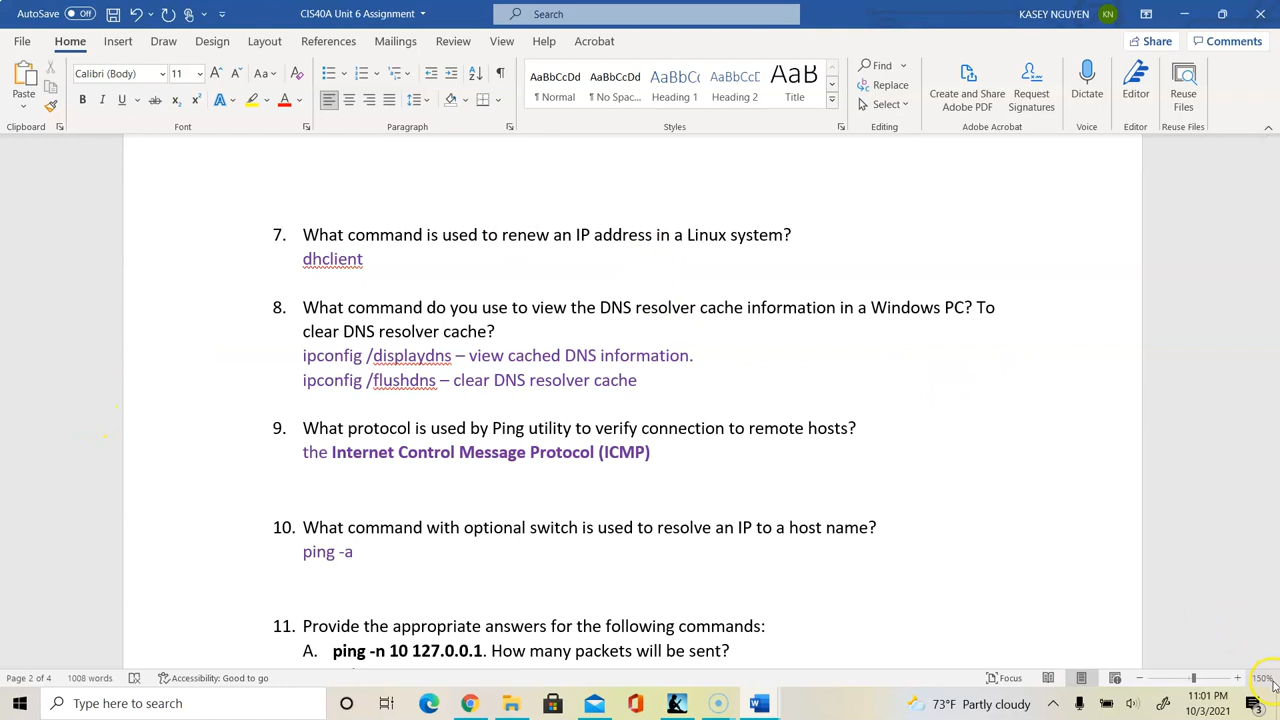 AutoSave Off CIS40A Unit 6 Assignment Search KASEY NGUYEN KN
File Home Insert Draw Design Layout References Mailings Review View Help Acrobat Share Comments
Paste Calibri (Body) 11 A A Aa A AaBbCcDd AaBbCcDd AaBbCc AaBbCcC AaB Find Replace Select Create and Share Adobe PDF Request Signatures Dictate Editor Reuse Files
B I U ab x₂ x² A A ¶ Normal ¶ No Spac... Heading 1 Heading 2 Title
Clipboard Font Paragraph Styles Editing Adobe Acrobat Voice Editor Reuse Files
7. What command is used to renew an IP address in a Linux system?
dhclient
8. What command do you use to view the DNS resolver cache information in a Windows PC? To
clear DNS resolver cache?
ipconfig /displaydns – view cached DNS information.
ipconfig /flushdns – clear DNS resolver cache
9. What protocol is used by Ping utility to verify connection to remote hosts?
the Internet Control Message Protocol (ICMP)
10. What command with optional switch is used to resolve an IP to a host name?
ping -a
11. Provide the appropriate answers for the following commands:
A. ping -n 10 127.0.0.1. How many packets will be sent?
Page 2 of 4 1008 words Accessibility: Good to go Focus 150%
Type here to search 73°F Partly cloudy 11:01 PM
10/3/2021 3